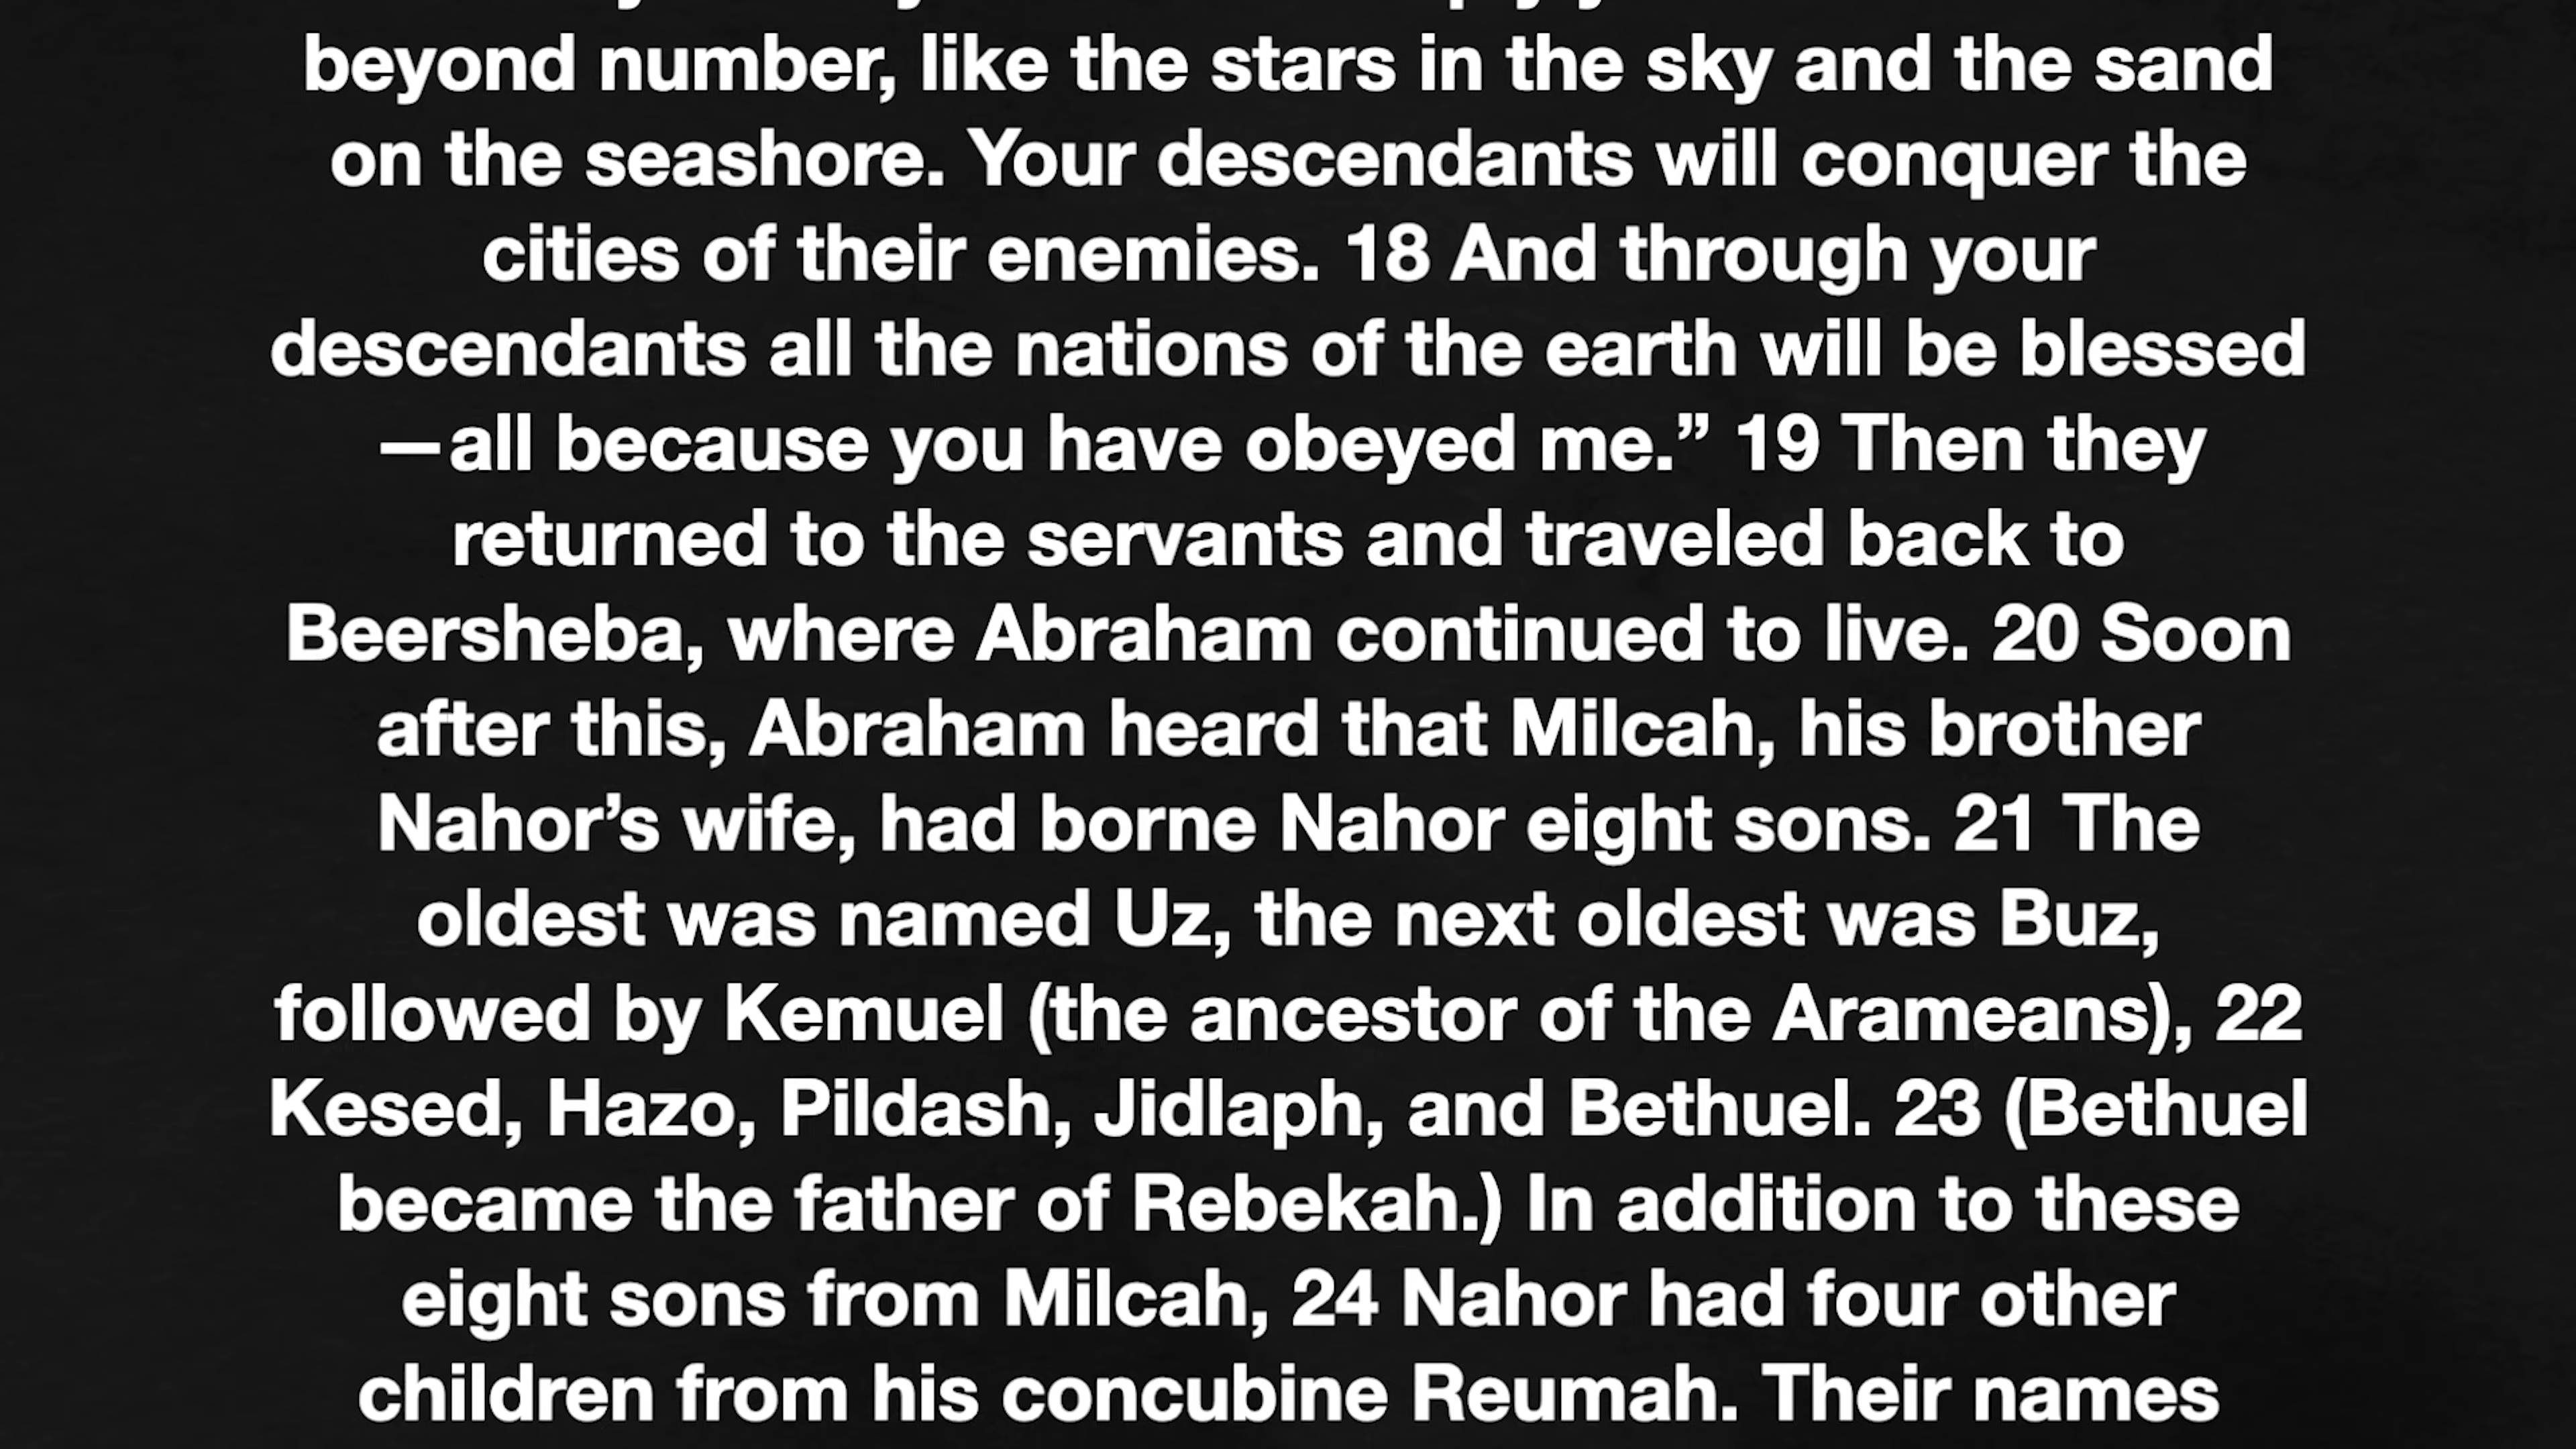 beyond number, like the stars in the sky and the sand
on the seashore. Your descendants will conquer the
cities of their enemies. 18 And through your
descendants all the nations of the earth will be blessed
—all because you have obeyed me.” 19 Then they
returned to the servants and traveled back to
Beersheba, where Abraham continued to live. 20 Soon
after this, Abraham heard that Milcah, his brother
Nahor’s wife, had borne Nahor eight sons. 21 The
oldest was named Uz, the next oldest was Buz,
followed by Kemuel (the ancestor of the Arameans), 22
Kesed, Hazo, Pildash, Jidlaph, and Bethuel. 23 (Bethuel
became the father of Rebekah.) In addition to these
eight sons from Milcah, 24 Nahor had four other
children from his concubine Reumah. Their names